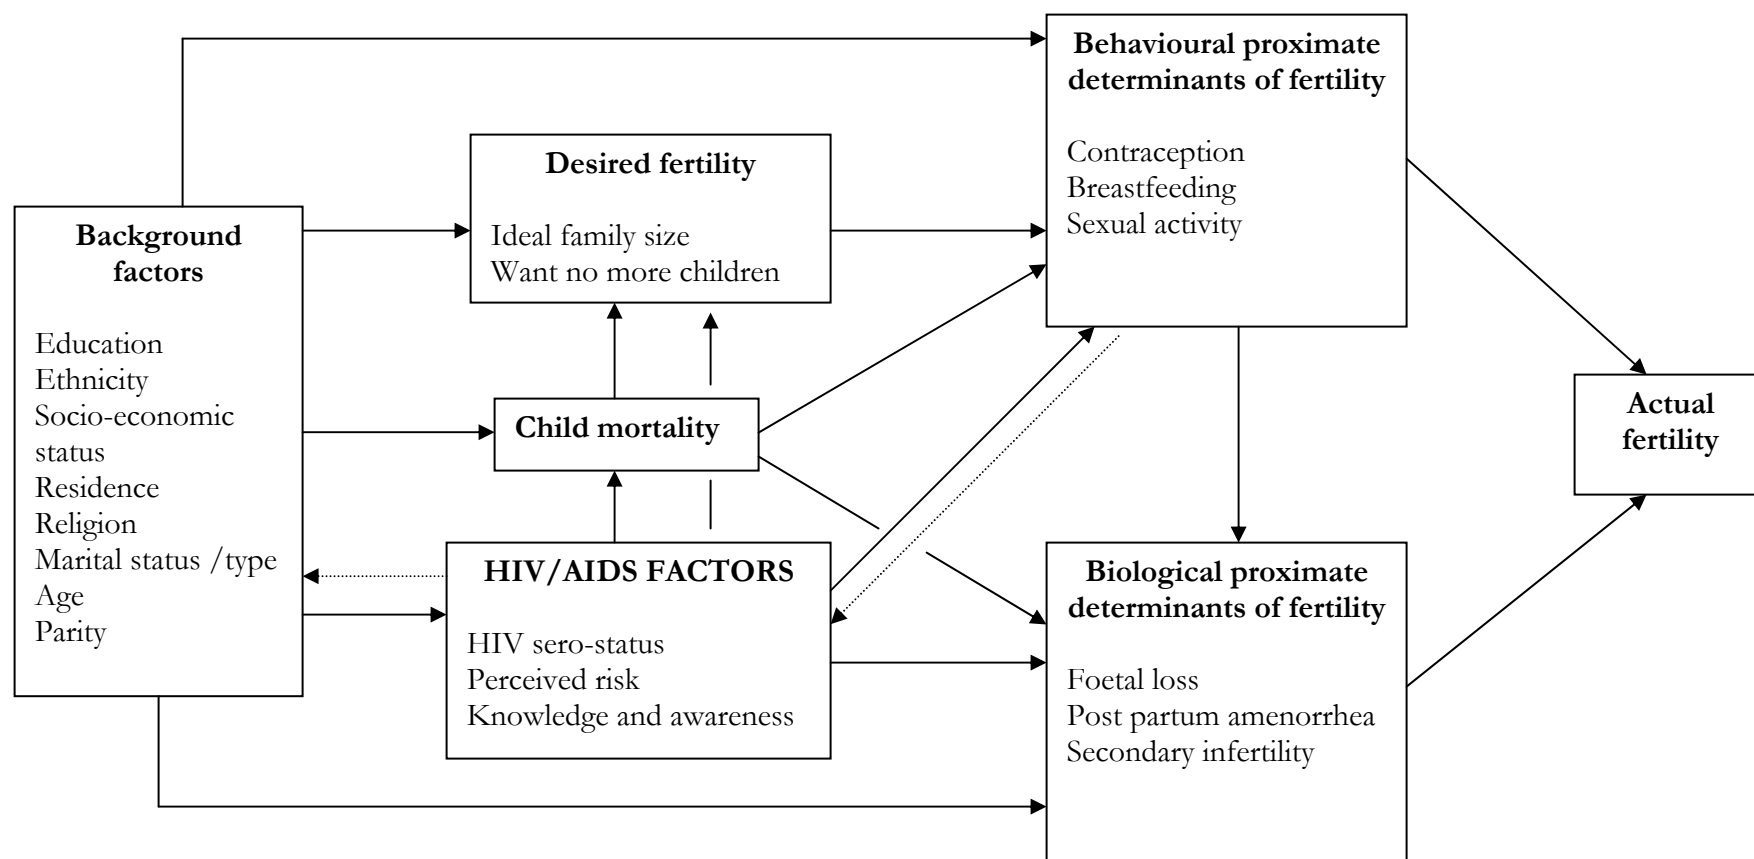 Background
factors
Education
Ethnicity
Socio-economic
status
Residence
Religion
Marital status /type
Age
Parity
Desired fertility
Ideal family size
Want no more children
Child mortality
HIV/AIDS FACTORS
HIV sero-status
Perceived risk
Knowledge and awareness
Behavioural proximate
determinants of fertility
Contraception
Breastfeeding
Sexual activity
Biological proximate
determinants of fertility
Foetal loss
Post partum amenorrhea
Secondary infertility
Actual
fertility